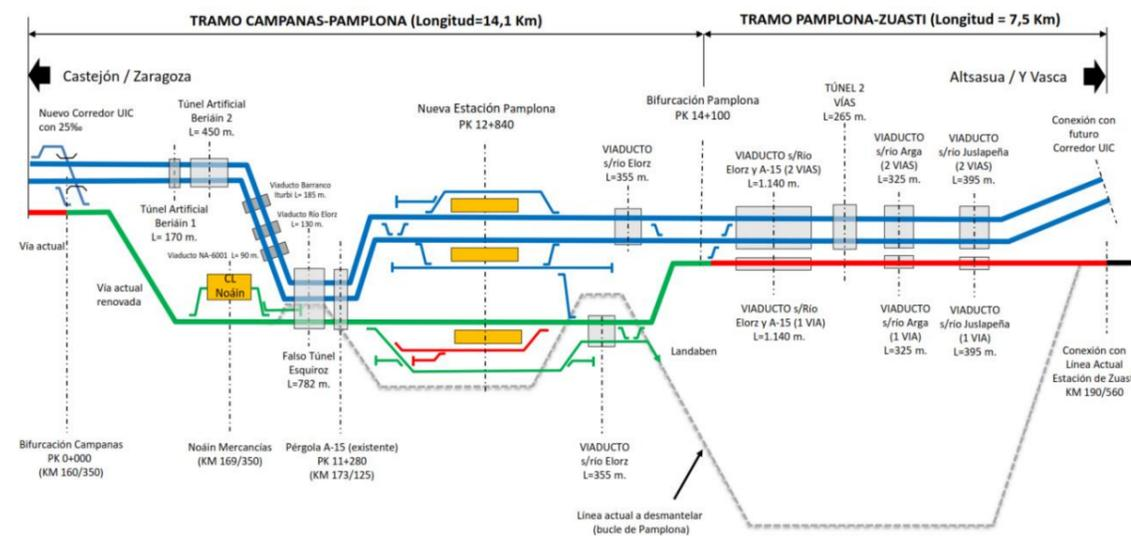 TRAMO CAMPANAS-PAMPLONA (Longitud=14,1 Km)
TRAMO PAMPLONA-ZUASTI (Longitud = 7,5 Km)
Castejón / Zaragoza
Altsasua / Y Vasca
Nuevo Corredor UIC
con 25‰
Túnel Artificial
Beriáin 2
L= 450 m.
Nueva Estación Pamplona
PK 12+840
Bifurcación Pamplona
PK 14+100
TÚNEL 2
VÍAS
L=265 m.
Conexión con
futuro
Corredor UIC
VIADUCTO
s/río Elorz
L=355 m.
VIADUCTO s/Río
Elorz y A-15 (2 VIAS)
L=1.140 m.
VIADUCTO
s/río Arga
(2 VIAS)
L=325 m.
VIADUCTO
s/río Juslapeña
(2 VIAS)
L=395 m.
Túnel Artificial
Beriáin 1
L= 170 m.
Viaducto Barranco
Iturbi L= 185 m.
Viaducto Río Elorz
L= 130 m.
Viaducto NA-6001 L= 90 m.
Vía actual
Vía actual
renovada
CL
Noáin
Falso Túnel
Esquíroz
L=782 m.
Landaben
VIADUCTO s/Río
Elorz y A-15 (1 VIA)
L=1.140 m.
VIADUCTO
s/río Arga
(1 VIA)
L=325 m.
VIADUCTO
s/río Juslapeña
(1 VIA)
L=395 m.
Conexión con
Línea Actual
Estación de Zuasti
KM 190/560
Bifurcación Campanas
PK 0+000
(KM 160/350)
Noáin Mercancías
(KM 169/350)
Pérgola A-15 (existente)
PK 11+280
(KM 173/125)
VIADUCTO
s/río Elorz
L=355 m.
Línea actual a desmantelar
(bucle de Pamplona)